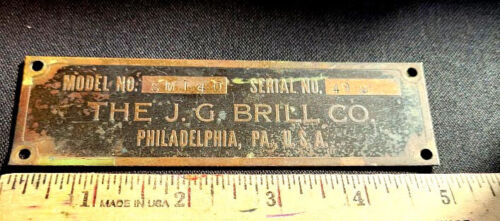 MODEL NO. SERIAL NO.
THE J. G. BRILL CO.
PHILADELPHIA, PA., U. S. A.
1 2 3 4 5
MADE IN USA